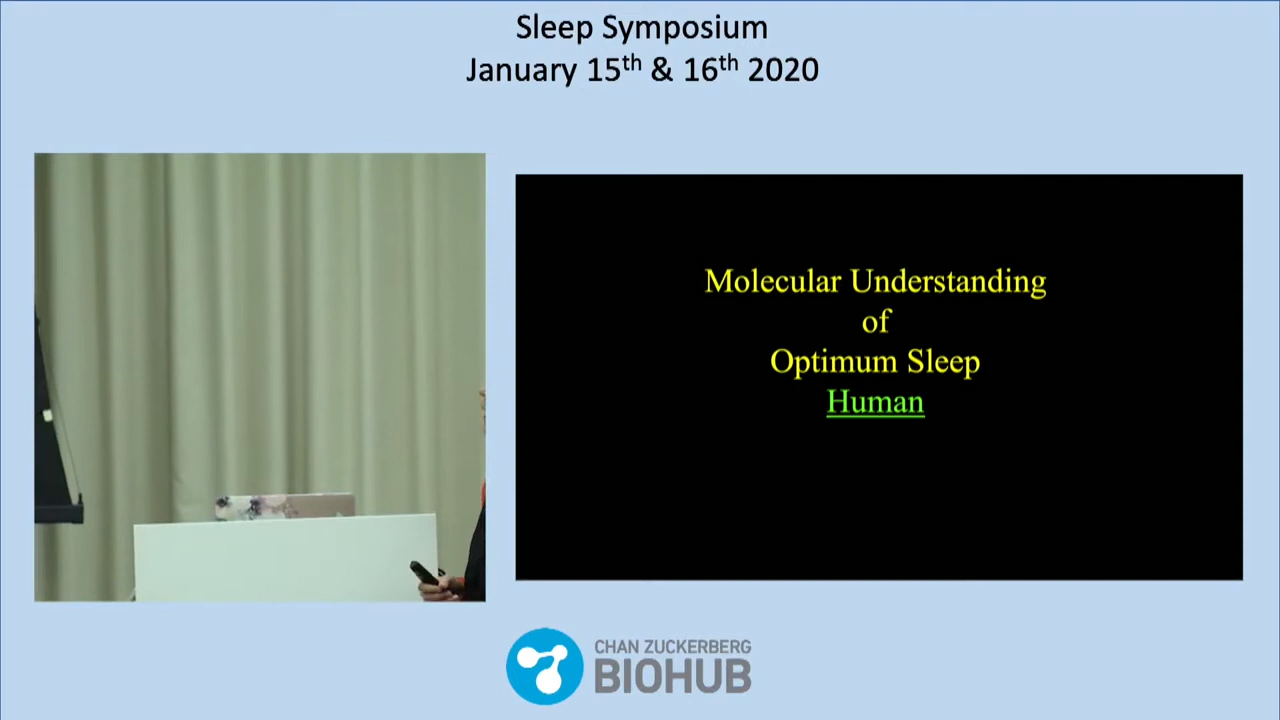 Sleep Symposium
January 15th & 16th 2020
Molecular Understanding
of
Optimum Sleep
Human
CHAN ZUCKERBERG
BIOHUB